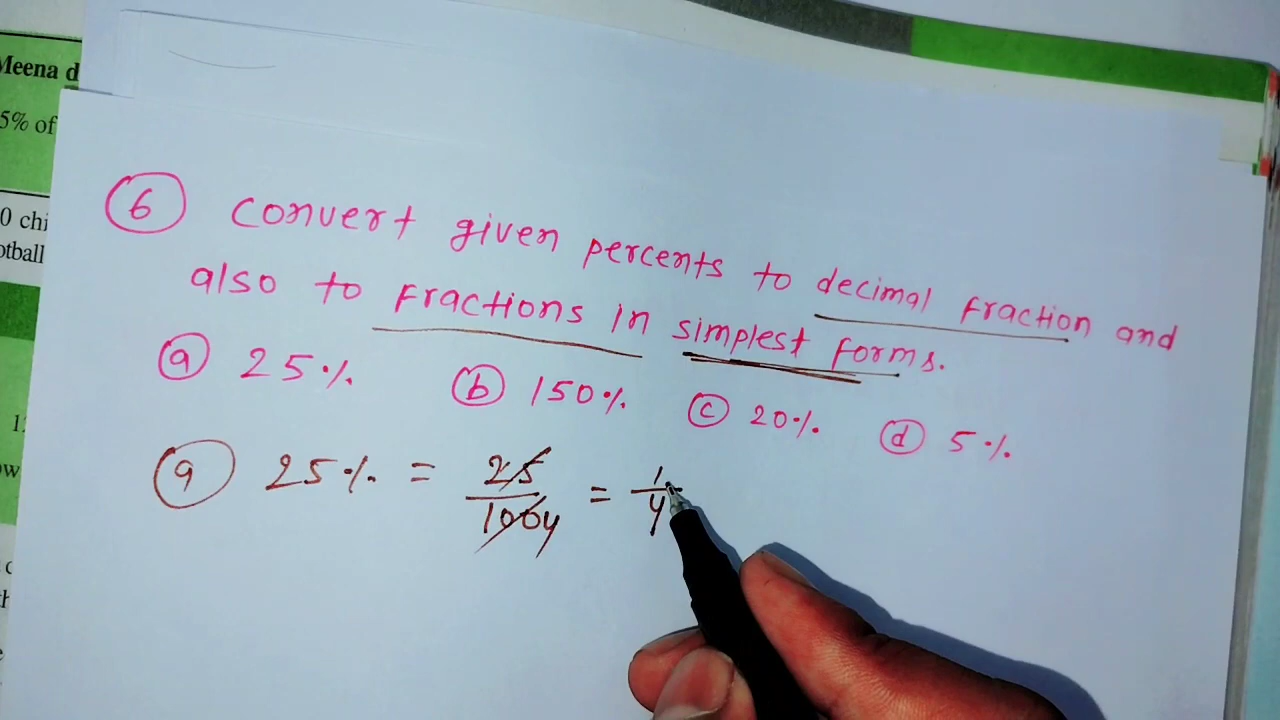 Meena d
5% of
0 chi
otball
6 convert given percents to decimal fraction and
also to fractions in simplest forms.
a 25% b 150% c 20% d 5%
a 25% = 25/100 4 = 1/4